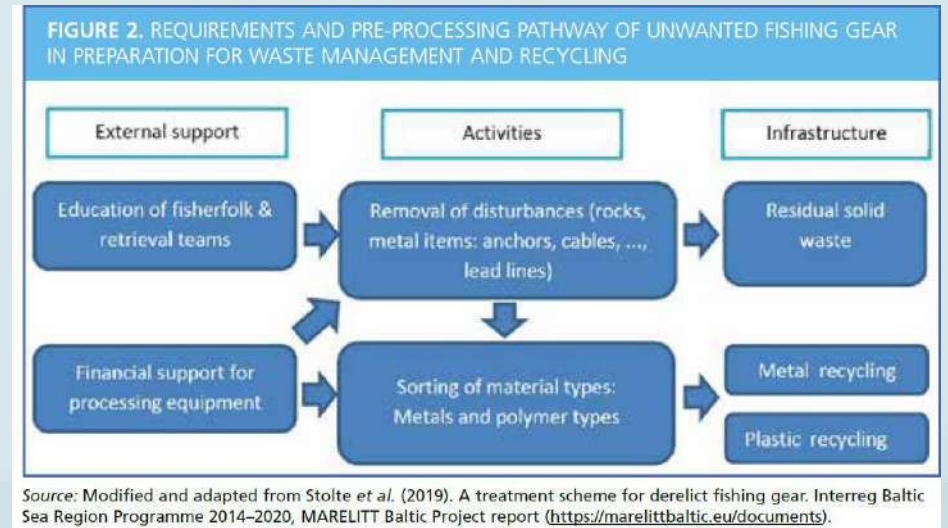 FIGURE 2. REQUIREMENTS AND PRE-PROCESSING PATHWAY OF UNWANTED FISHING GEAR
IN PREPARATION FOR WASTE MANAGEMENT AND RECYCLING
External support
Activities
Infrastructure
Education of fisherfolk &
retrieval teams
Removal of disturbances (rocks,
metal items: anchors, cables, ...,
lead lines)
Residual solid
waste
Financial support for
processing equipment
Sorting of material types:
Metals and polymer types
Metal recycling
Plastic recycling
Source: Modified and adapted from Stolte et al. (2019). A treatment scheme for derelict fishing gear. Interreg Baltic
Sea Region Programme 2014–2020, MARELITT Baltic Project report (https://marelittbaltic.eu/documents).